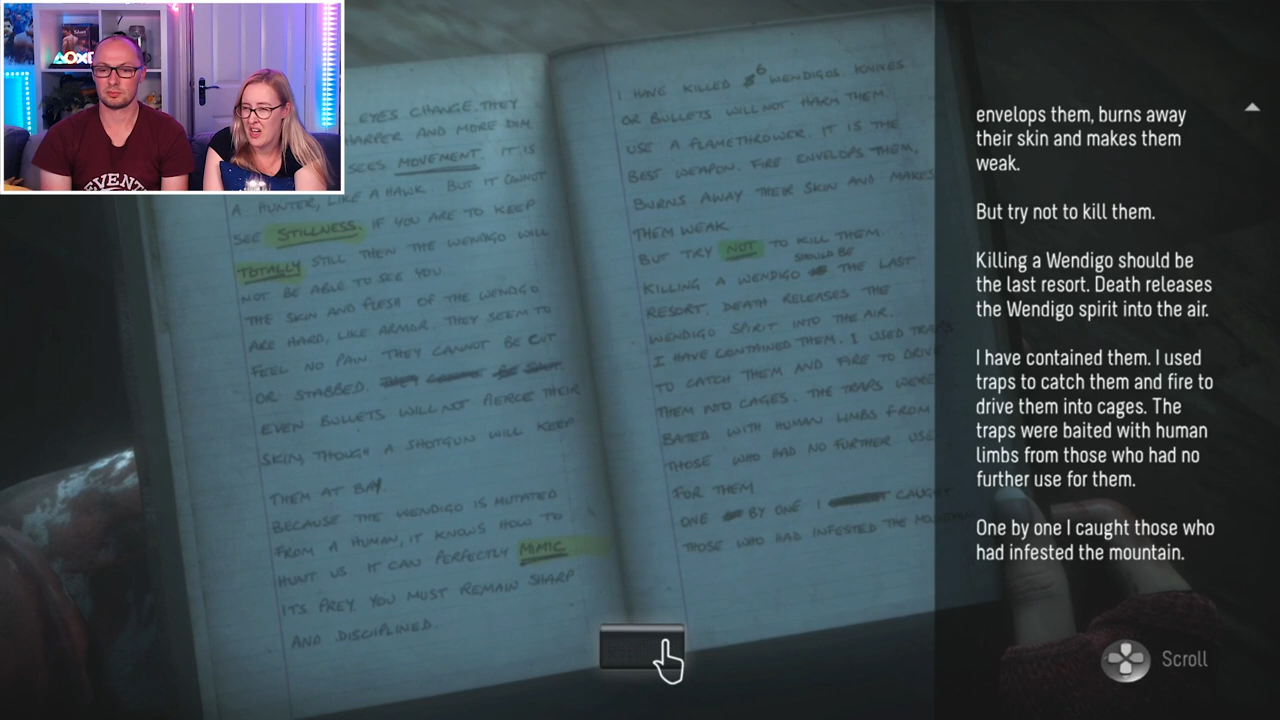 EYES CHANGE. THEY
HARPER AND MORE DIM
SCES MOVEMENT. IT IS
A HUNTER, LIKE A HAWK. BUT IT CANNOT
SEE STILLNESS. IF YOU ARE TO KEEP
TOTALLY STILL THEN THE WENDIGO WILL
NOT BE ABLE TO SEE YOU.
THE SKIN AND FLESH OF THE WENDIGO
ARE HARD, LIKE ARMOR. THEY SEEM TO
FEEL NO PAIN. THEY CANNOT BE CUT
OR STABBED. THEY CANNOT BE SHOT.
EVEN BULLETS WILL NOT PIERCE THEIR
SKIN, THOUGH A SHOTGUN WILL KEEP
THEM AT BAY.
BECAUSE THE WENDIGO IS MUTATED
FROM A HUMAN, IT KNOWS HOW TO
HUNT US. IT CAN PERFECTLY MIMIC
ITS PREY. YOU MUST REMAIN SHARP
AND DISCIPLINED.
I HAVE KILLED 6 WENDIGOS KNIVES
OR BULLETS WILL NOT HARM THEM.
USE A FLAMETHROWER. IT IS THE
BEST WEAPON. FIRE ENVELOPS THEM,
BURNS AWAY THEIR SKIN AND MAKES
THEM WEAK.
BUT TRY NOT TO KILL THEM.
KILLING A WENDIGO SHOULD BE THE LAST
RESORT. DEATH RELEASES THE
WENDIGO SPIRIT INTO THE AIR.
I HAVE CONTAINED THEM. I USED TRAPS
TO CATCH THEM AND FIRE TO DRIVE
THEM INTO CAGES. THE TRAPS WERE
BAITED WITH HUMAN LIMBS FROM
THOSE WHO HAD NO FURTHER USE
FOR THEM
ONE BY ONE I CAUGHT
THOSE WHO HAD INFESTED THE MOUNTAIN
envelops them, burns away
their skin and makes them
weak.
But try not to kill them.
Killing a Wendigo should be
the last resort. Death releases
the Wendigo spirit into the air.
I have contained them. I used
traps to catch them and fire to
drive them into cages. The
traps were baited with human
limbs from those who had no
further use for them.
One by one I caught those who
had infested the mountain.
Scroll
EVENT